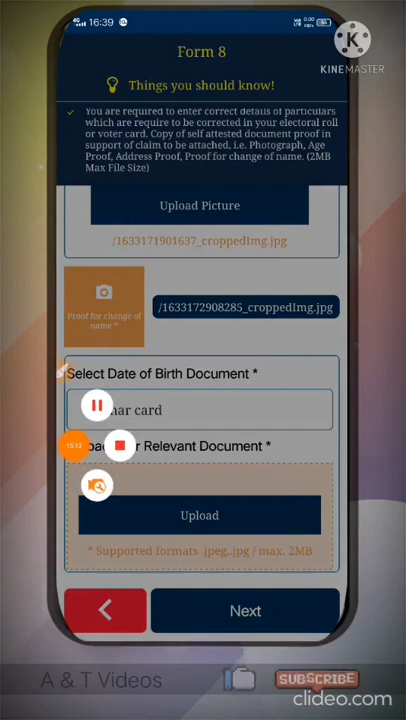 16:39
KINEMASTER
Form 8
Things you should know!
You are required to enter correct details of particulars
which are require to be corrected in your electoral roll
or voter card. Copy of self attested document proof in
support of claim to be attached, i.e. Photograph, Age
Proof, Address Proof, Proof for change of name. (2MB
Max File Size)
Upload Picture
/1633171901637_croppedImg.jpg
Proof for change of
name *
/1633172908285_croppedImg.jpg
Select Date of Birth Document *
card
15:12
Relevant Document *
Upload
* Supported formats .jpeg,.jpg / max. 2MB
Next
A & T Videos
SUBSCRIBE
clideo.com